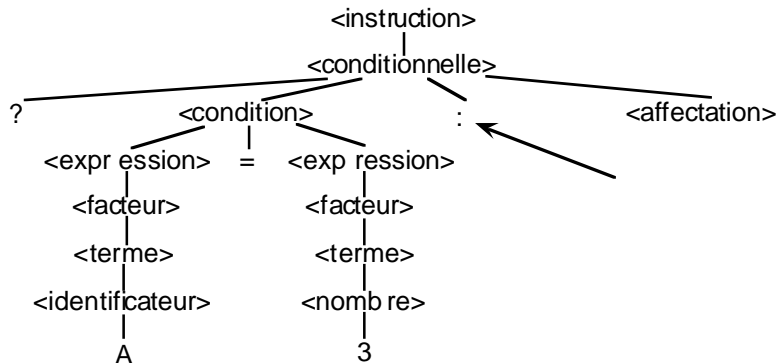 <instruction>
<conditionnelle>
? <condition> : <affectation>
<expr ession> = <exp ression>
<facteur> <facteur>
<terme> <terme>
<identificateur> <nomb re>
A 3